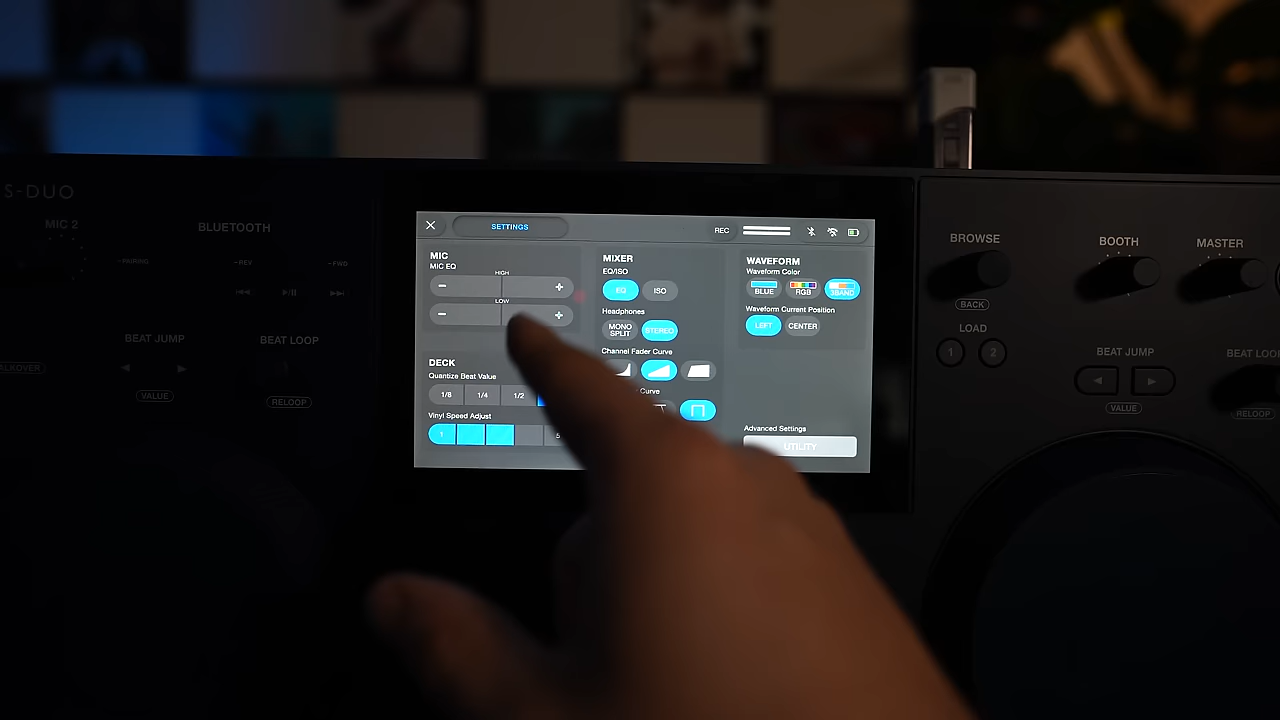 S-DUO
MIC 2
BLUETOOTH
PAIRING
REV
FWD
BEAT JUMP
VALUE
BEAT LOOP
RELOOP
SETTINGS
REC
MIC
MIC EQ
HIGH
LOW
DECK
Quantize Beat Value
1/8 1/4 1/2
Vinyl Speed Adjust
1
MIXER
EQ/ISO
EQ ISO
Headphones
MONO SPLIT STEREO
Channel Fader Curve
Curve
WAVEFORM
Waveform Color
BLUE RGB 3BAND
Waveform Current Position
LEFT CENTER
Advanced Settings
UTILITY
BROWSE
BACK
LOAD
1 2
BOOTH
MASTER
BEAT JUMP
VALUE
BEAT LOO
RELOOP